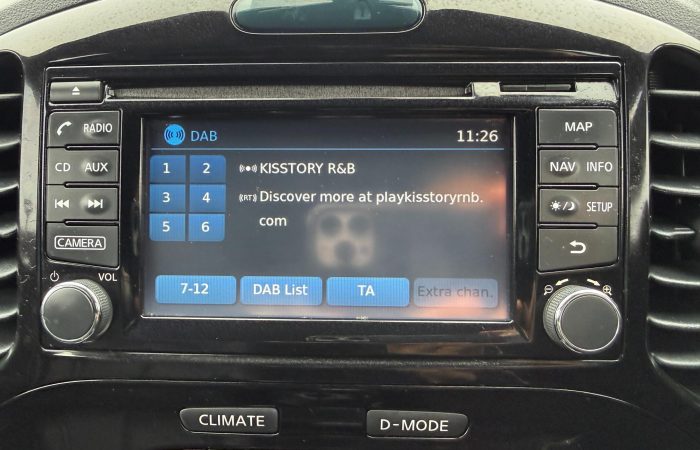 RADIO
CD AUX
CAMERA
VOL
DAB 11:26
1 2
3 4
5 6
KISSTORY R&B
(RT) Discover more at playkisstoryrnb.
com
7-12 DAB List TA Extra chan.
MAP
NAV INFO
SETUP
CLIMATE D-MODE